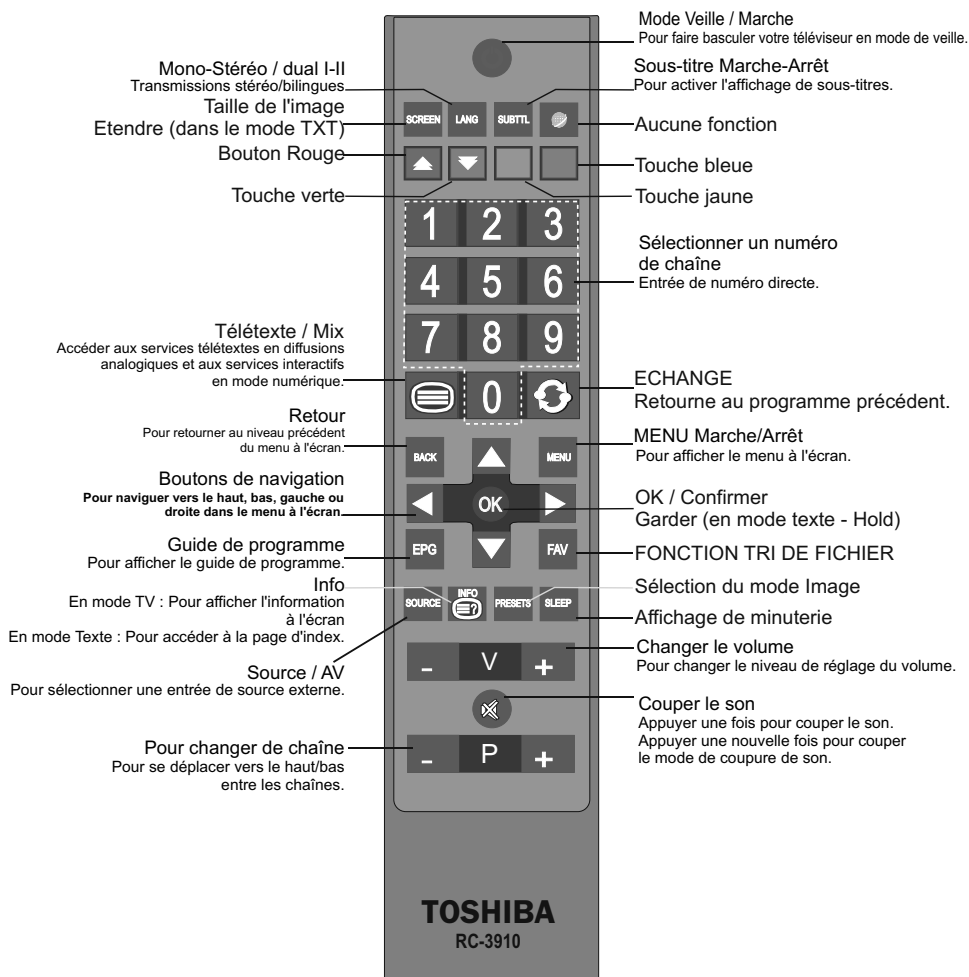 Mode Veille / Marche
Pour faire basculer votre téléviseur en mode de veille.
Mono-Stéréo / dual I-II
Transmissions stéréo/bilingues
Sous-titre Marche-Arrêt
Pour activer l'affichage de sous-titres.
Taille de l'image
Etendre (dans le mode TXT)
SCREEN LANG SUBTTL
Aucune fonction
Bouton Rouge
Touche bleue
Touche verte
Touche jaune
1 2 3
Sélectionner un numéro
de chaîne
Entrée de numéro directe.
4 5 6
7 8 9
Télétexte / Mix
Accéder aux services télétextes en diffusions
analogiques et aux services interactifs
en mode numérique.
0
ECHANGE
Retourne au programme précédent.
Retour
Pour retourner au niveau précédent
du menu à l'écran.
BACK MENU
MENU Marche/Arrêt
Pour afficher le menu à l'écran.
Boutons de navigation
Pour naviguer vers le haut, bas, gauche ou
droite dans le menu à l'écran
OK
OK / Confirmer
Garder (en mode texte - Hold)
Guide de programme
Pour afficher le guide de programme.
EPG FAV
FONCTION TRI DE FICHIER
Info
En mode TV : Pour afficher l'information
à l'écran
En mode Texte : Pour accéder à la page d'index.
SOURCE INFO PRESETS SLEEP
?
Sélection du mode Image
Affichage de minuterie
Source / AV
Pour sélectionner une entrée de source externe.
- V +
Changer le volume
Pour changer le niveau de réglage du volume.
Couper le son
Appuyer une fois pour couper le son.
Appuyer une nouvelle fois pour couper
le mode de coupure de son.
Pour changer de chaîne
Pour se déplacer vers le haut/bas
entre les chaînes.
- P +
TOSHIBA
RC-3910